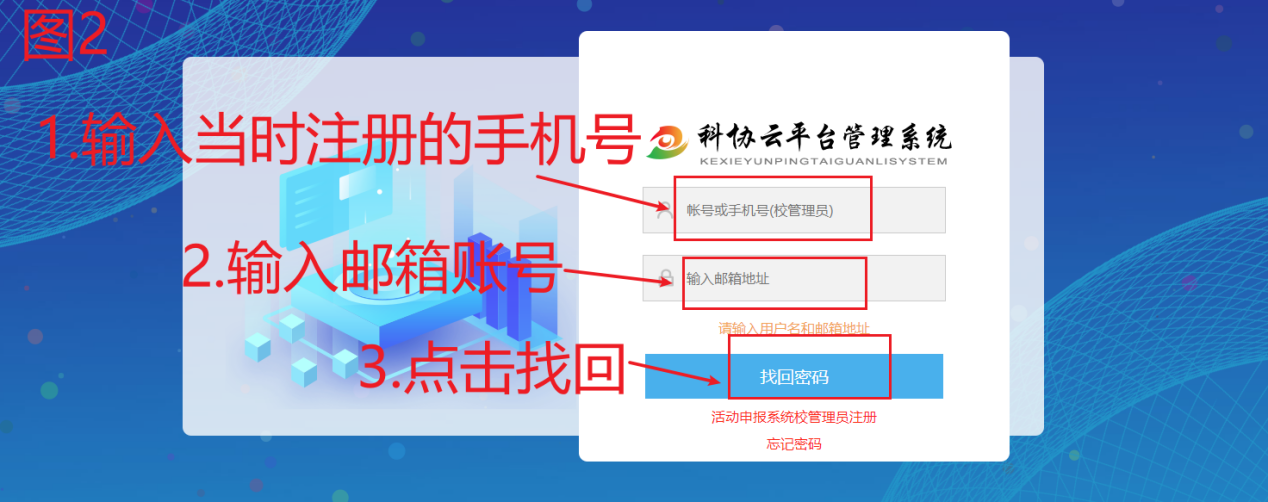 图2
1.输入当时注册的手机号
科协云平台管理系统
KEXIEYUNPINGTAIGUANLISYSTEM
帐号或手机号(校管理员)
2.输入邮箱账号
输入邮箱地址
请输入用户名和邮箱地址
3.点击找回
找回密码
活动申报系统校管理员注册
忘记密码